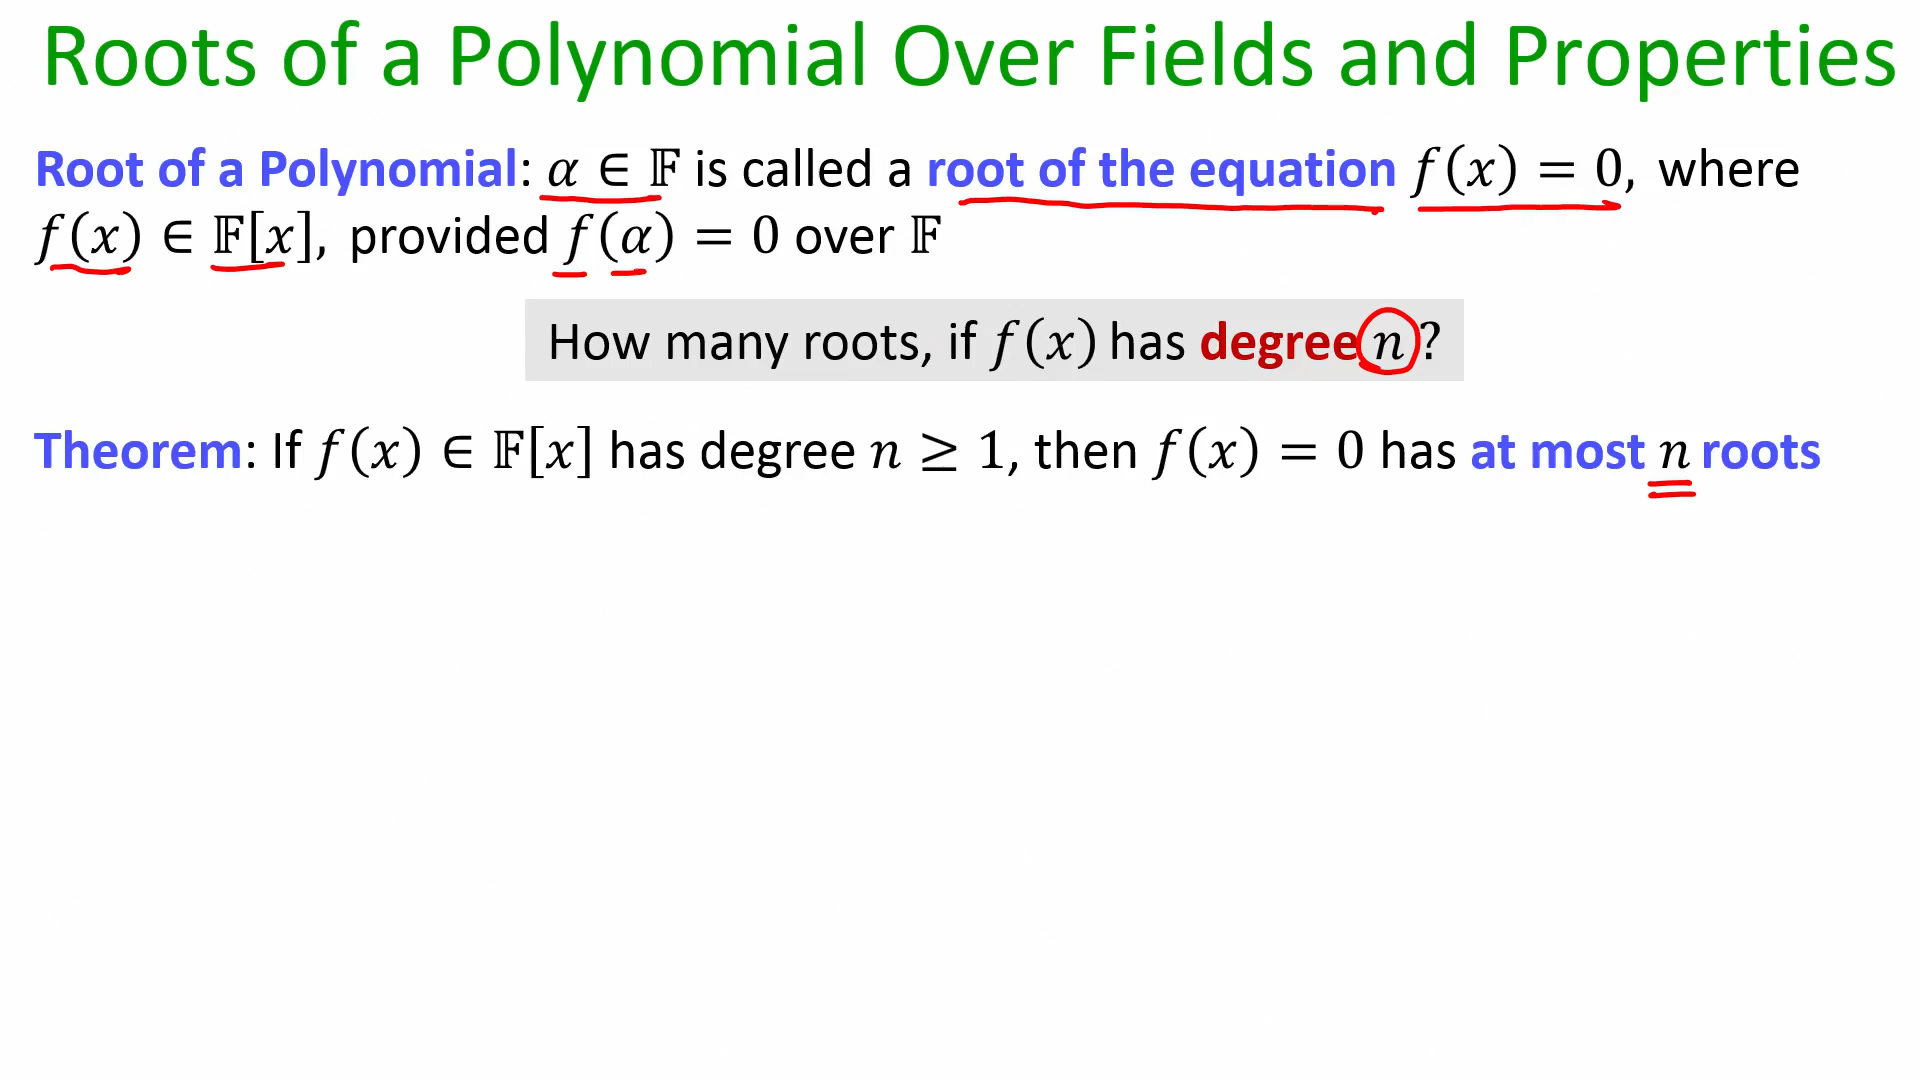 Roots of a Polynomial Over Fields and Properties
Root of a Polynomial: α ∈ 𝔽 is called a root of the equation f(x) = 0, where
f(x) ∈ 𝔽[x], provided f(α) = 0 over 𝔽
How many roots, if f(x) has degree n?
Theorem: If f(x) ∈ 𝔽[x] has degree n ≥ 1, then f(x) = 0 has at most n roots